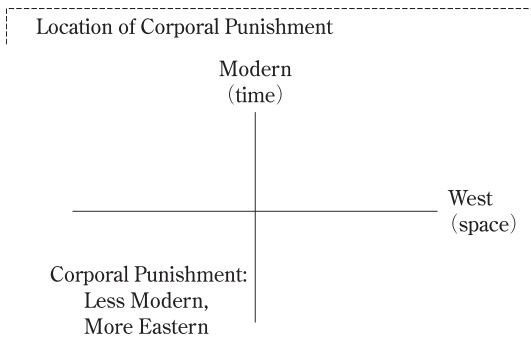 Location of Corporal Punishment
Modern
(time)
West
(space)
Corporal Punishment:
Less Modern,
More Eastern